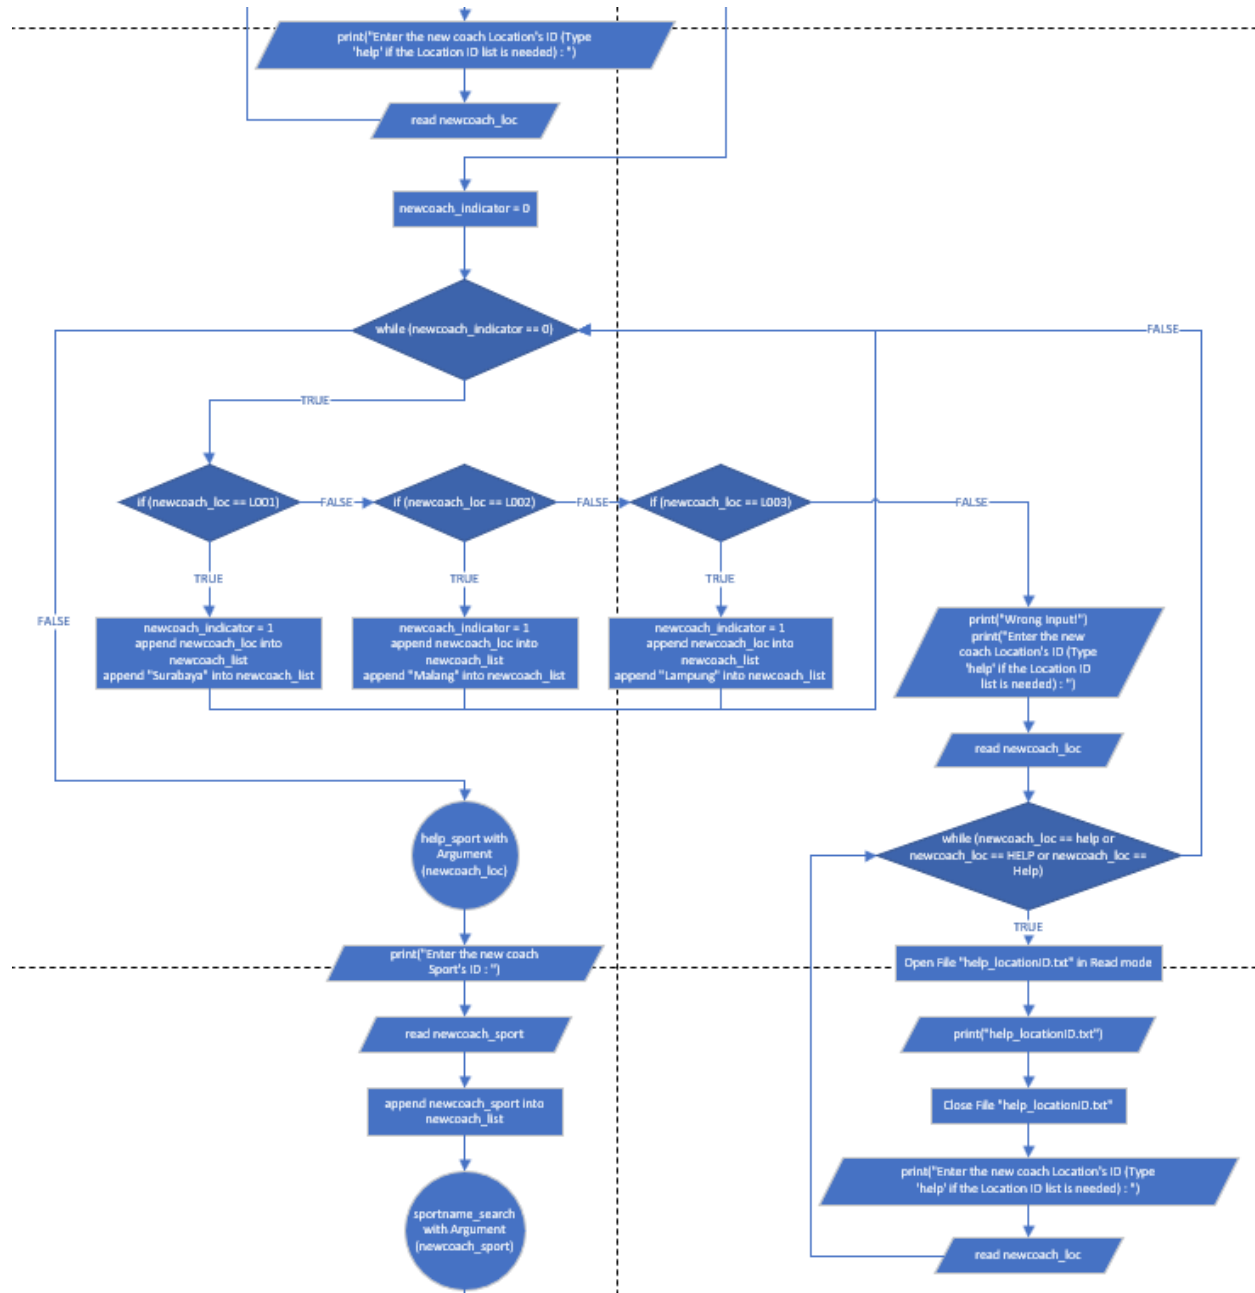 print("Enter the new coach Location's ID (Type
'help' if the Location ID list is needed) : ")
read newcoach_loc
newcoach_indicator = 0
while (newcoach_indicator == 0)
FALSE
TRUE
if (newcoach_loc == L001)
FALSE
if (newcoach_loc == L002)
FALSE
if (newcoach_loc == L003)
FALSE
TRUE
TRUE
TRUE
FALSE
newcoach_indicator = 1
append newcoach_loc into
newcoach_list
append "Surabaya" into newcoach_list
newcoach_indicator = 1
append newcoach_loc into
newcoach_list
append "Malang" into newcoach_list
newcoach_indicator = 1
append newcoach_loc into
newcoach_list
append "Lampung" into newcoach_list
print("Wrong Input!")
print("Enter the new
coach Location's ID (Type
'help' if the Location ID
list is needed) : ")
read newcoach_loc
while (newcoach_loc == help or
newcoach_loc == HELP or newcoach_loc ==
Help)
TRUE
Open File "help_locationID.txt" in Read mode
print("help_locationID.txt")
Close File "help_locationID.txt"
print("Enter the new coach Location's ID (Type
'help' if the Location ID list is needed) : ")
read newcoach_loc
help_sport with
Argument
(newcoach_loc)
print("Enter the new coach
Sport's ID : ")
read newcoach_sport
append newcoach_sport into
newcoach_list
sportname_search
with Argument
(newcoach_sport)